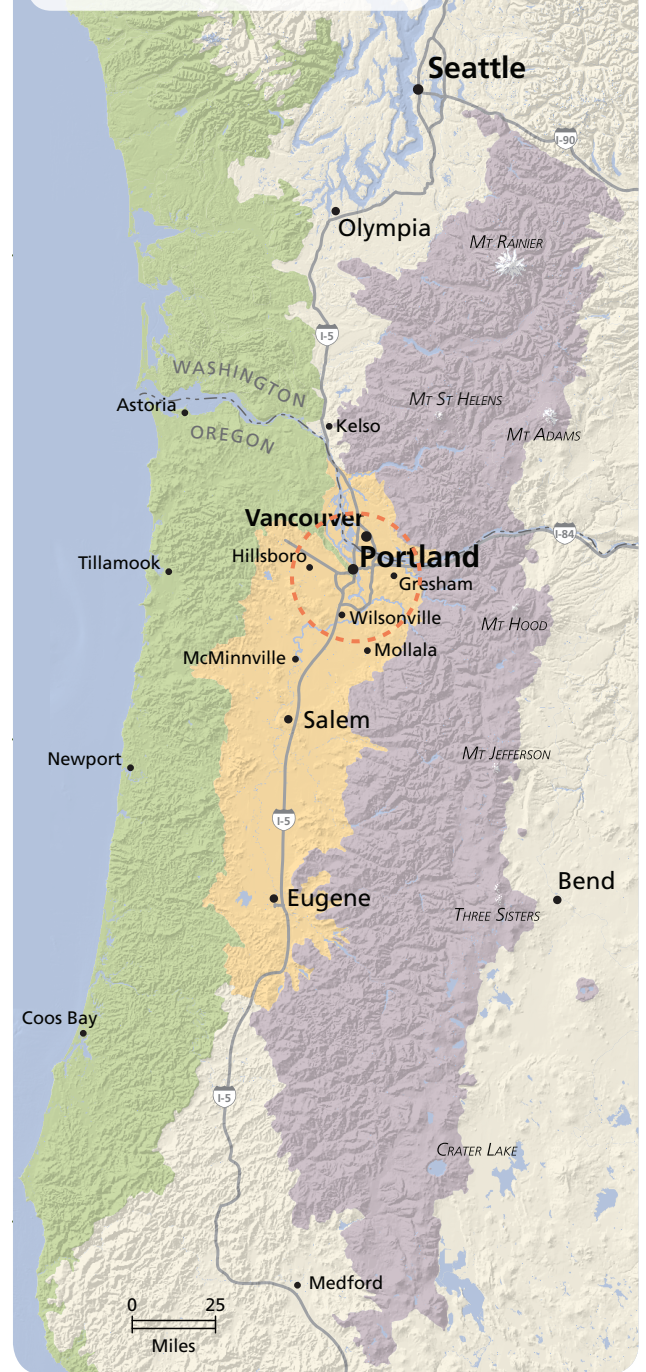 Seattle
I-90
Olympia
MT RAINIER
I-5
WASHINGTON
MT ST HELENS
Astoria
OREGON
Kelso
MT ADAMS
Vancouver
I-84
Portland
Hillsboro
Tillamook
Gresham
Wilsonville
MT HOOD
McMinnville
Mollala
Salem
MT JEFFERSON
Newport
I-5
Bend
Eugene
THREE SISTERS
Coos Bay
I-5
CRATER LAKE
Medford
0 25
Miles